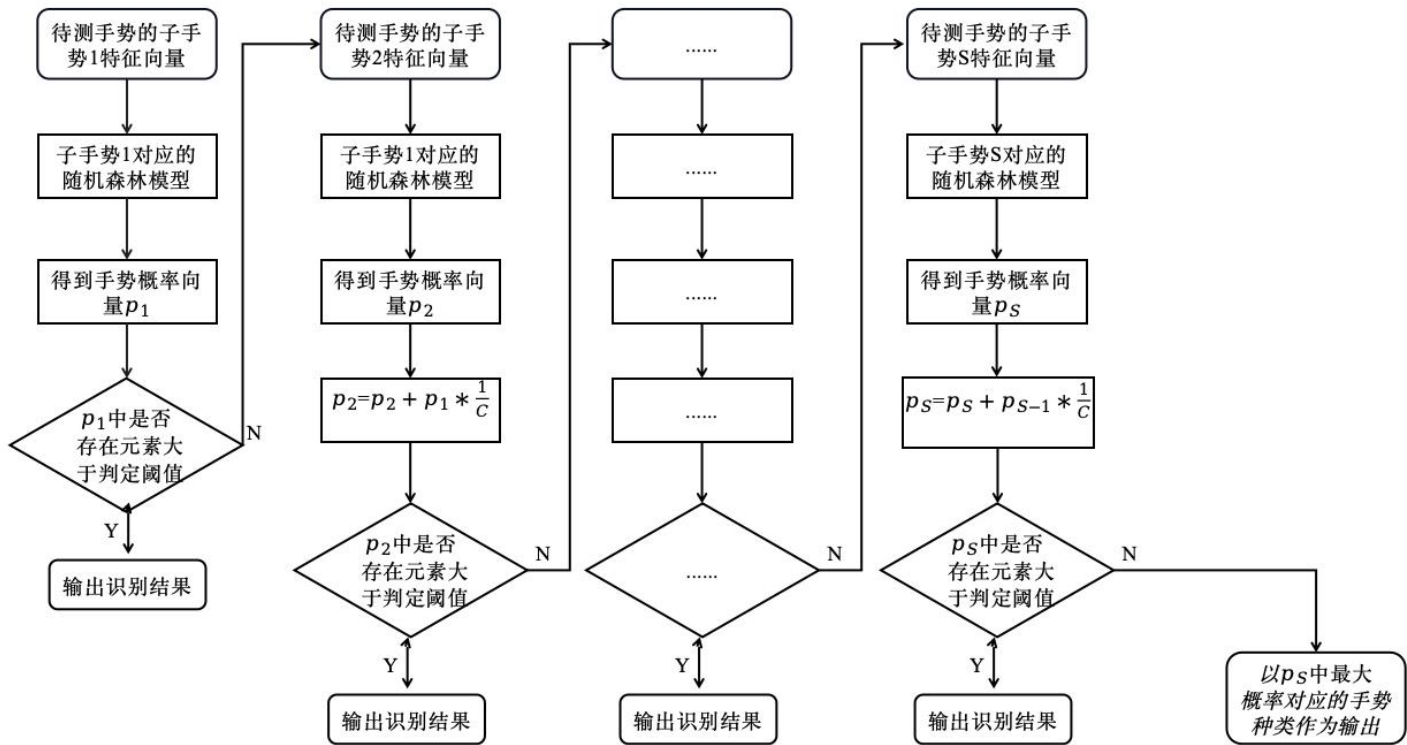 待测手势的子手
势1特征向量
子手势1对应的
随机森林模型
得到手势概率向
量p₁
p₁中是否
存在元素大
于判定阈值
N
Y
输出识别结果
待测手势的子手
势2特征向量
子手势1对应的
随机森林模型
得到手势概率向
量p₂
p₂=p₂ + p₁ * 1/C
p₂中是否
存在元素大
于判定阈值
N
Y
输出识别结果
......
......
......
......
......
N
Y
输出识别结果
待测手势的子手
势S特征向量
子手势S对应的
随机森林模型
得到手势概率向
量p_S
p_S=p_S + p_{S−1} * 1/C
p_S中是否
存在元素大
于判定阈值
N
Y
输出识别结果
以p_S中最大
概率对应的手势
种类作为输出